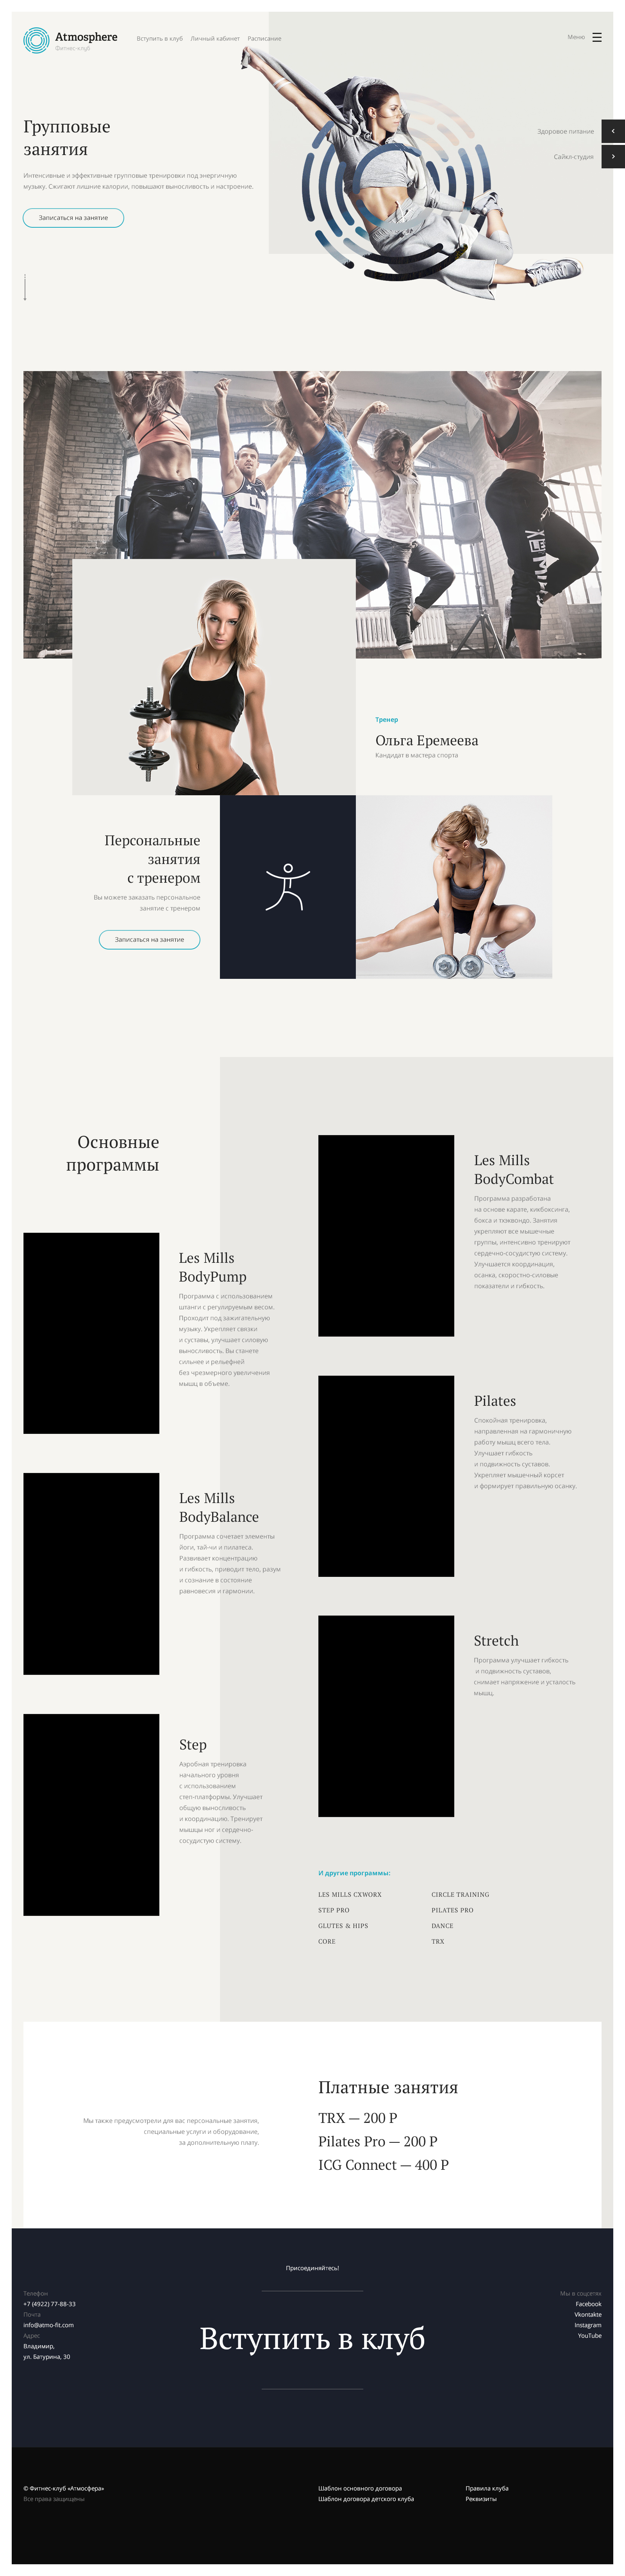 Atmosphere
Фитнес-клуб
Вступить в клуб
Личный кабинет
Расписание
Меню
Групповые
занятия
Интенсивные и эффективные групповые тренировки под энергичную
музыку. Сжигают лишние калории, повышают выносливость и настроение.
Записаться на занятие
Здоровое питание
Сайкл-студия
Тренер
Ольга Еремеева
Кандидат в мастера спорта
Персональные
занятия
с тренером
Вы можете заказать персональное
занятие с тренером
Записаться на занятие
Основные
программы
Les Mills
BodyPump
Программа с использованием
штанги с регулируемым весом.
Проходит под зажигательную
музыку. Укрепляет связки
и суставы, улучшает силовую
выносливость. Вы станете
сильнее и рельефней
без чрезмерного увеличения
мышц в объеме.
Les Mills
BodyBalance
Программа сочетает элементы
йоги, тай-чи и пилатеса.
Развивает концентрацию
и гибкость, приводит тело, разум
и сознание в состояние
равновесия и гармонии.
Step
Аэробная тренировка
начального уровня
с использованием
степ-платформы. Улучшает
общую выносливость
и координацию. Тренирует
мышцы ног и сердечно-
сосудистую систему.
Les Mills
BodyCombat
Программа разработана
на основе карате, кикбоксинга,
бокса и тхэквондо. Занятия
укрепляют все мышечные
группы, интенсивно тренируют
сердечно-сосудистую систему.
Улучшается координация,
осанка, скоростно-силовые
показатели и гибкость.
Pilates
Спокойная тренировка,
направленная на гармоничную
работу мышц всего тела.
Улучшает гибкость
и подвижность суставов.
Укрепляет мышечный корсет
и формирует правильную осанку.
Stretch
Программа улучшает гибкость
и подвижность суставов,
снимает напряжение и усталость
мышц.
И другие программы:
LES MILLS CXWORX
STEP PRO
GLUTES & HIPS
CORE
CIRCLE TRAINING
PILATES PRO
DANCE
TRX
Мы также предусмотрели для вас персональные занятия,
специальные услуги и оборудование,
за дополнительную плату.
Платные занятия
TRX — 200 Р
Pilates Pro — 200 Р
ICG Connect — 400 Р
Присоединяйтесь!
Вступить в клуб
Телефон
+7 (4922) 77-88-33
Почта
info@atmo-fit.com
Адрес
Владимир,
ул. Батурина, 30
Мы в соцсетях
Facebook
Vkontakte
Instagram
YouTube
© Фитнес-клуб «Атмосфера»
Все права защищены
Шаблон основного договора
Шаблон договора детского клуба
Правила клуба
Реквизиты